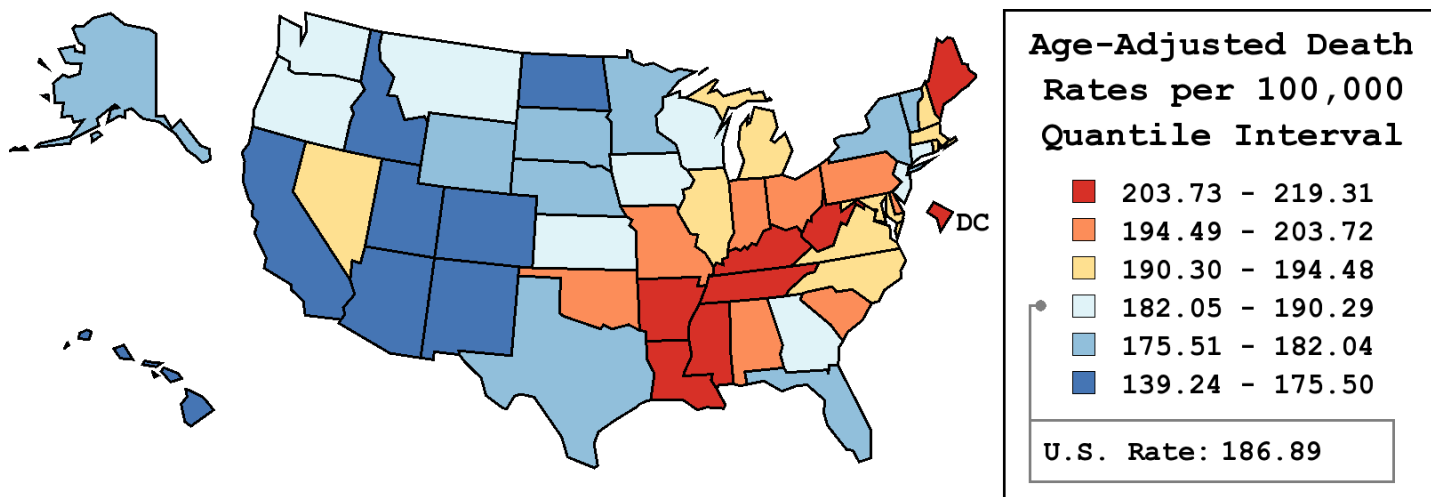 Age-Adjusted Death
Rates per 100,000
Quantile Interval
203.73 - 219.31
194.49 - 203.72
190.30 - 194.48
182.05 - 190.29
175.51 - 182.04
139.24 - 175.50
U.S. Rate: 186.89
DC